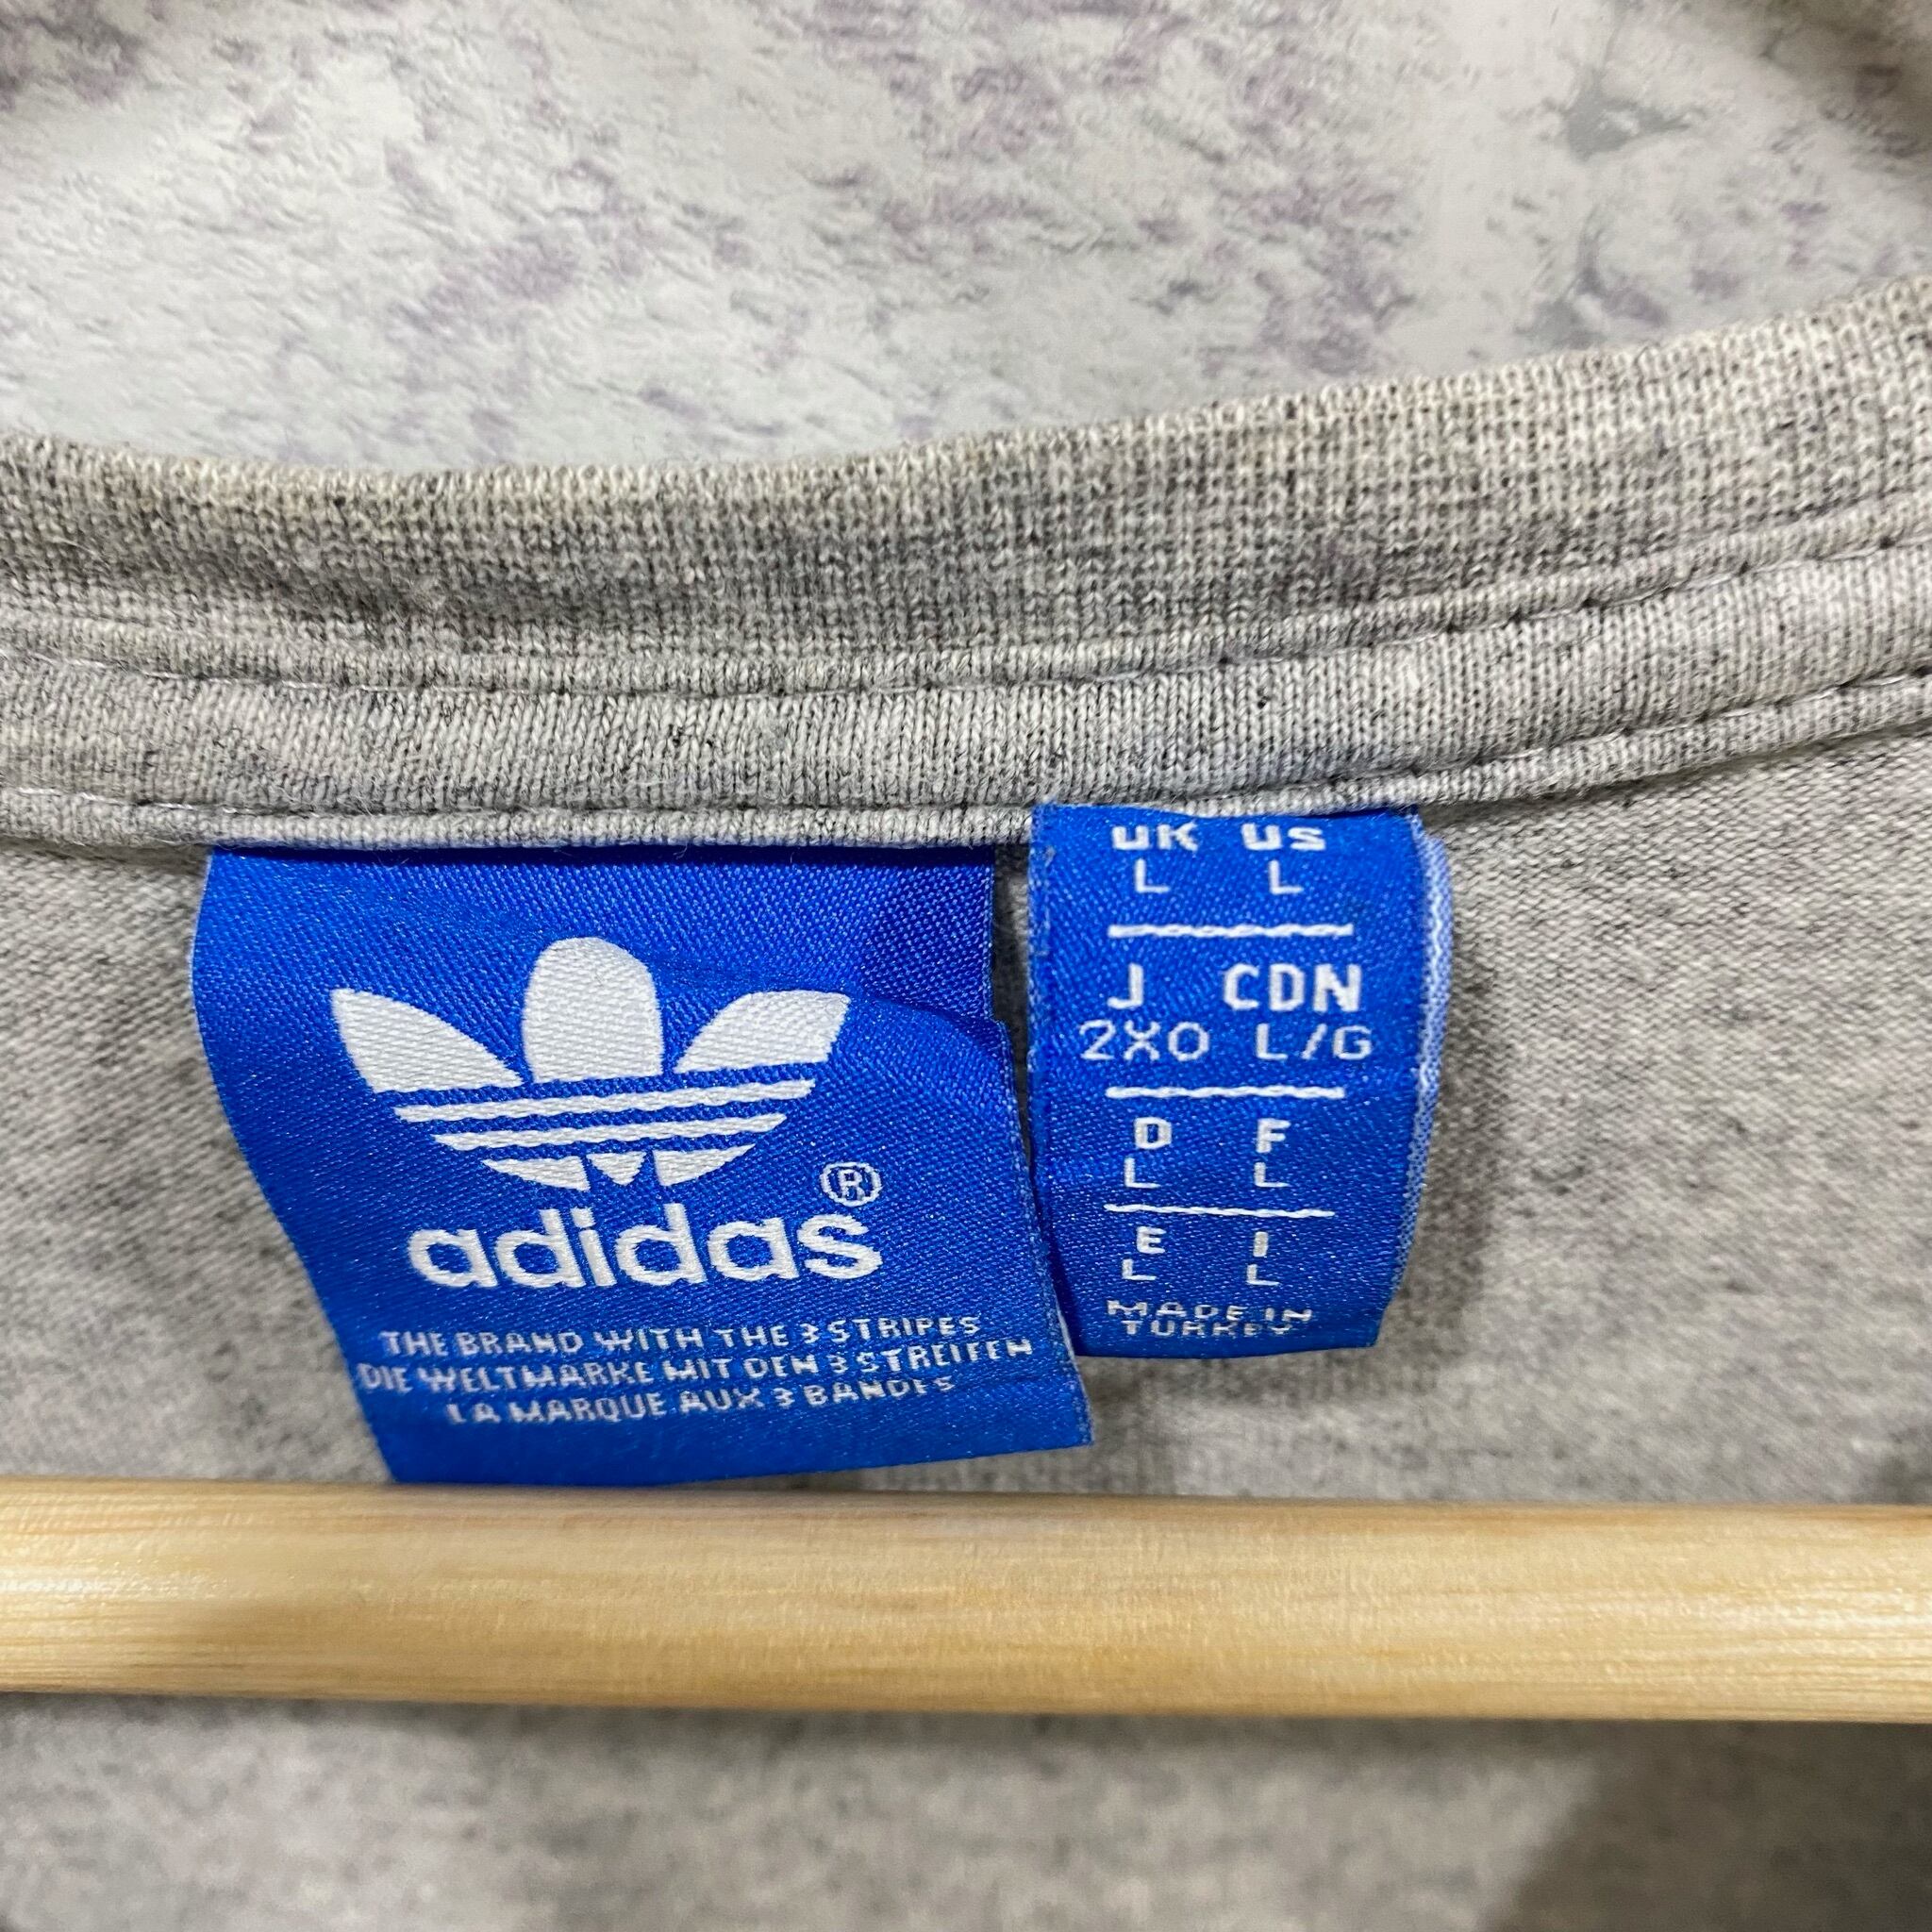 adidas®
THE BRAND WITH THE 3 STRIPES
DIE WELTMARKE MIT DEN 3 STREIFEN
LA MARQUE AUX 3 BANDES
UK US
L L
J CDN
2XO L/G
D F
L L
E I
L L
MADE IN
TURKEY